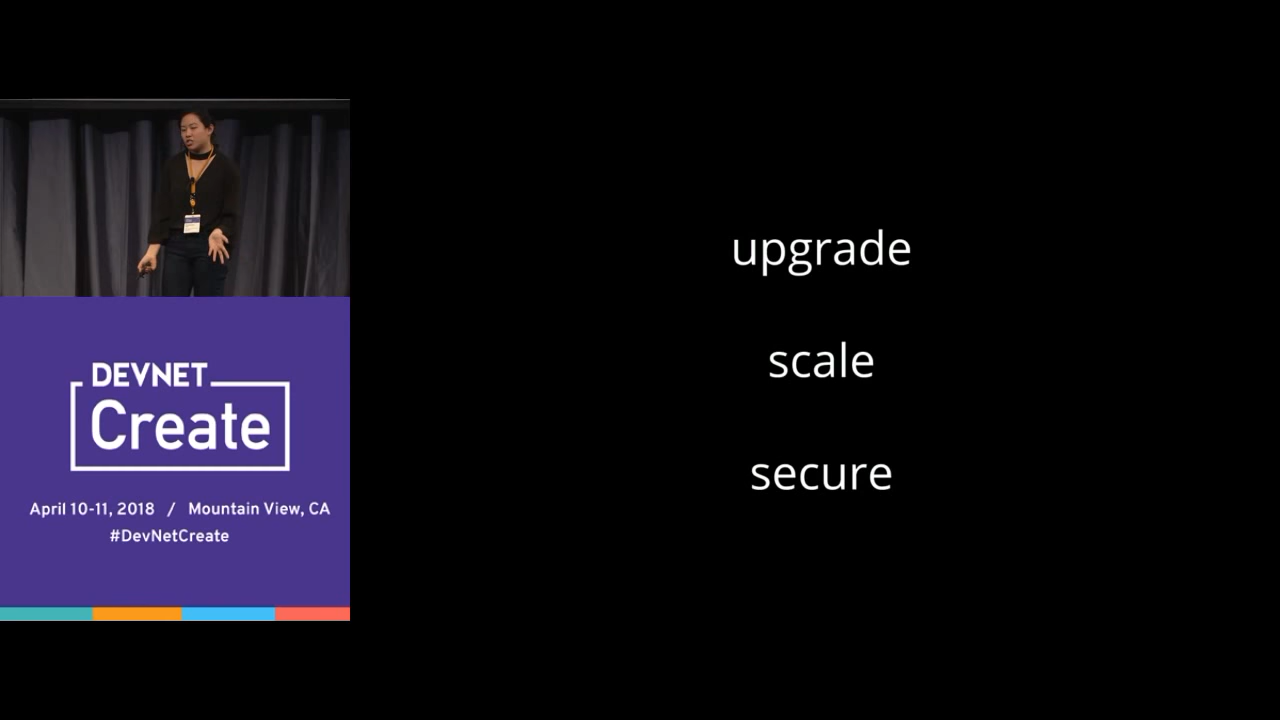 DEVNET
Create
April 10-11, 2018 / Mountain View, CA
#DevNetCreate
upgrade
scale
secure